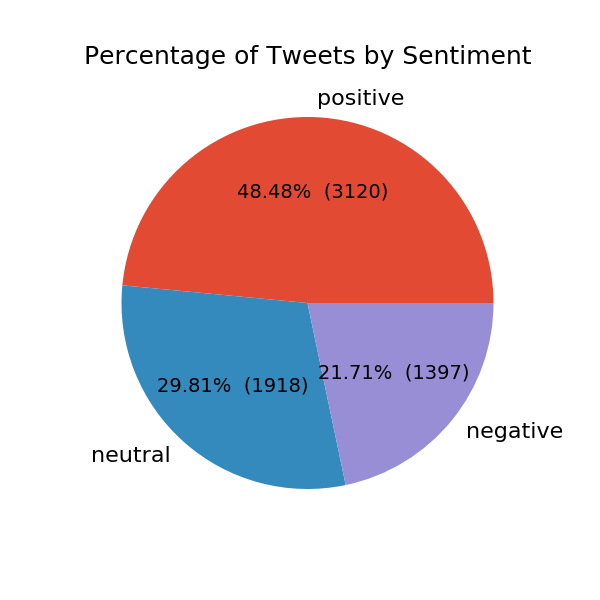 Percentage of Tweets by Sentiment
positive
48.48% (3120)
21.71% (1397)
29.81% (1918)
negative
neutral